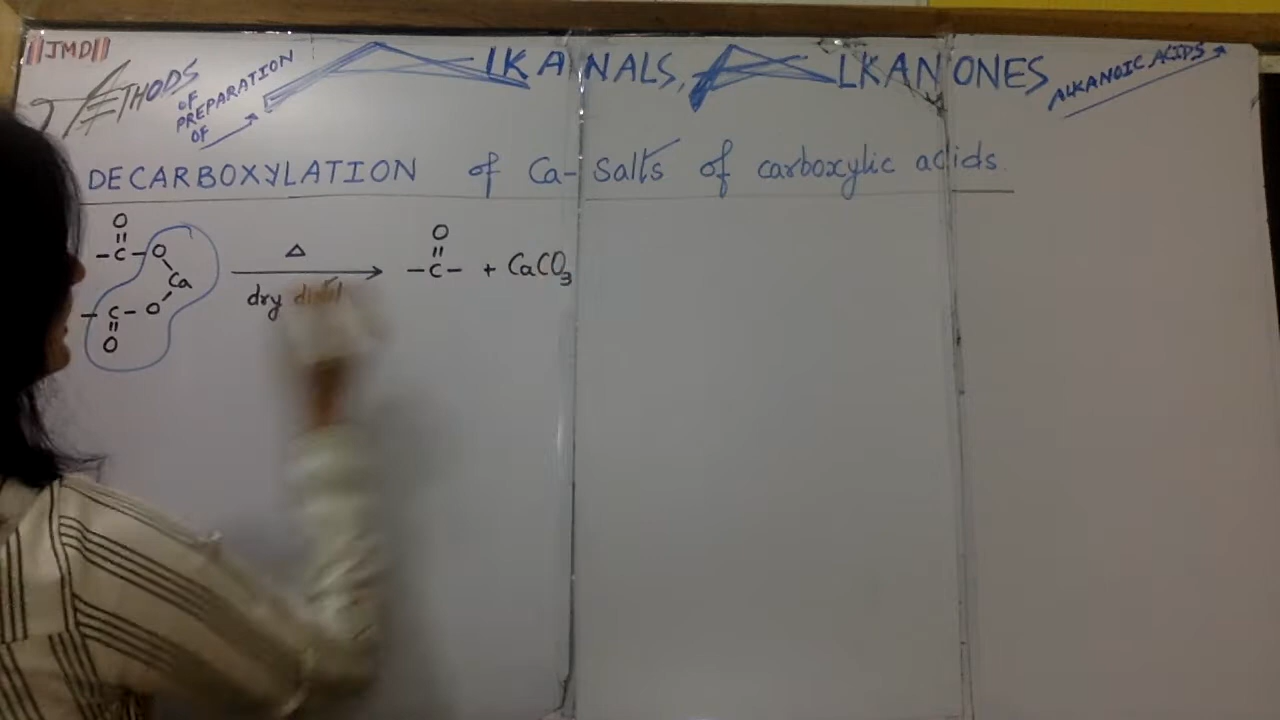 ||JMD||
METHODS OF PREPARATION OF ALKANALS, ALKANONES ALKANOIC ACIDS
DECARBOXYLATION of Ca-salts of carboxylic acids.
O
||
-C-O
Ca
-C-O
||
O
Δ
dry
O
||
-C- + CaCO3